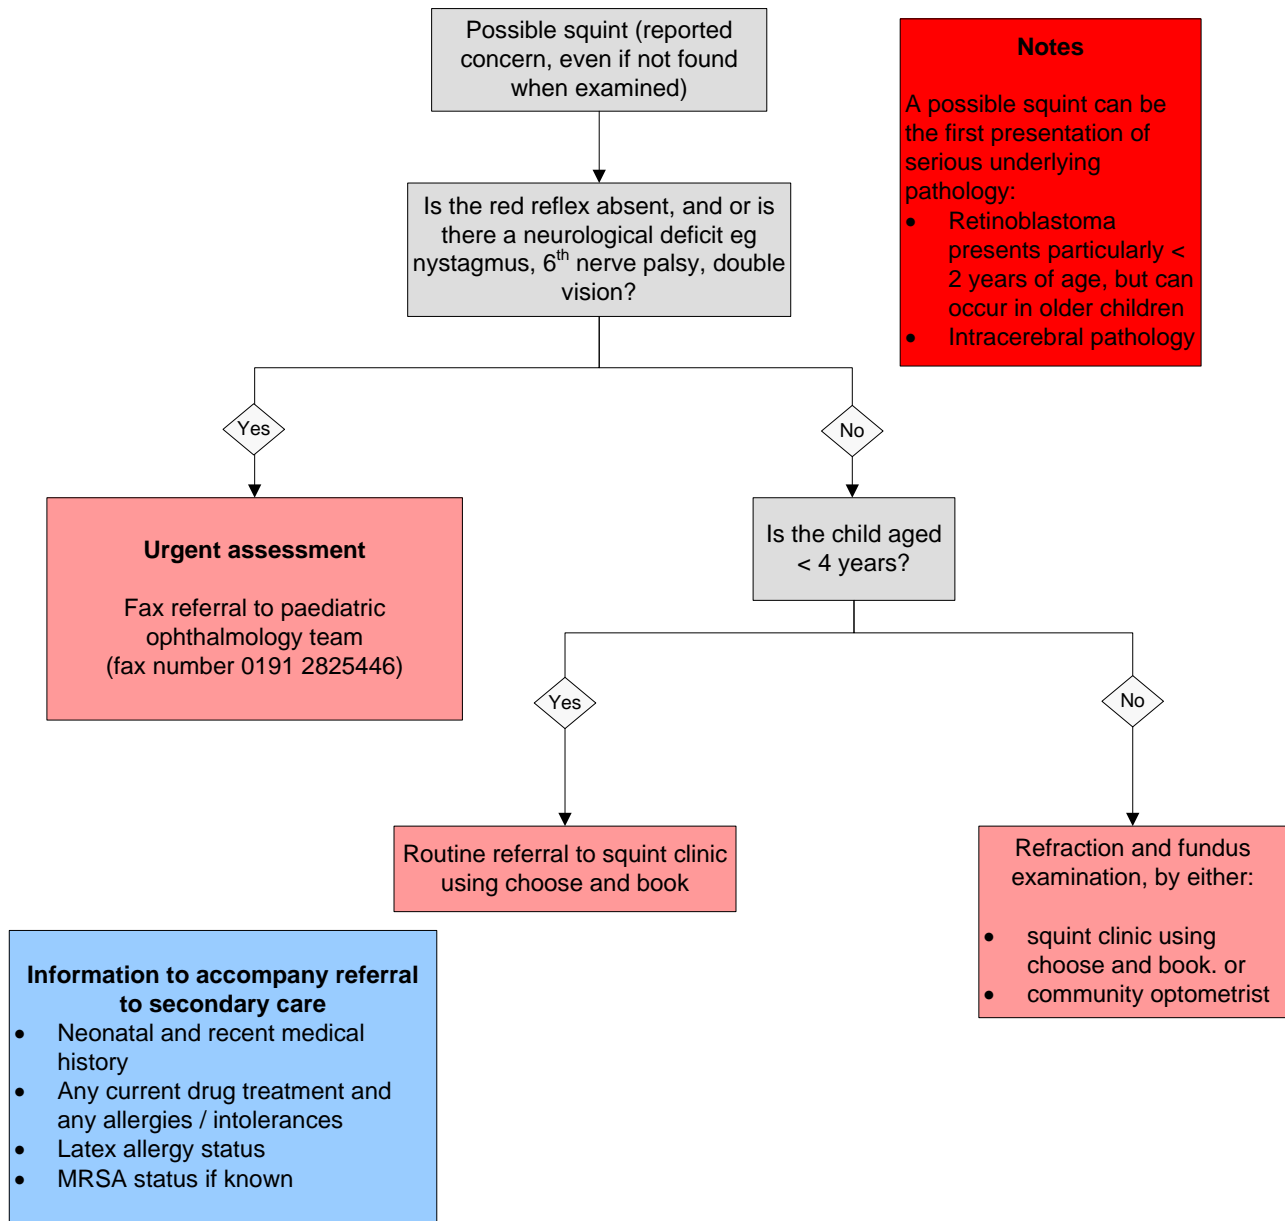 Possible squint (reported
concern, even if not found
when examined)
Notes
A possible squint can be
the first presentation of
serious underlying
pathology:
• Retinoblastoma
presents particularly <
2 years of age, but can
occur in older children
• Intracerebral pathology
Is the red reflex absent, and or is
there a neurological deficit eg
nystagmus, 6th nerve palsy, double
vision?
Yes
No
Urgent assessment
Fax referral to paediatric
ophthalmology team
(fax number 0191 2825446)
Is the child aged
< 4 years?
Yes
No
Routine referral to squint clinic
using choose and book
Refraction and fundus
examination, by either:
• squint clinic using
choose and book. or
• community optometrist
Information to accompany referral
to secondary care
• Neonatal and recent medical
history
• Any current drug treatment and
any allergies / intolerances
• Latex allergy status
• MRSA status if known